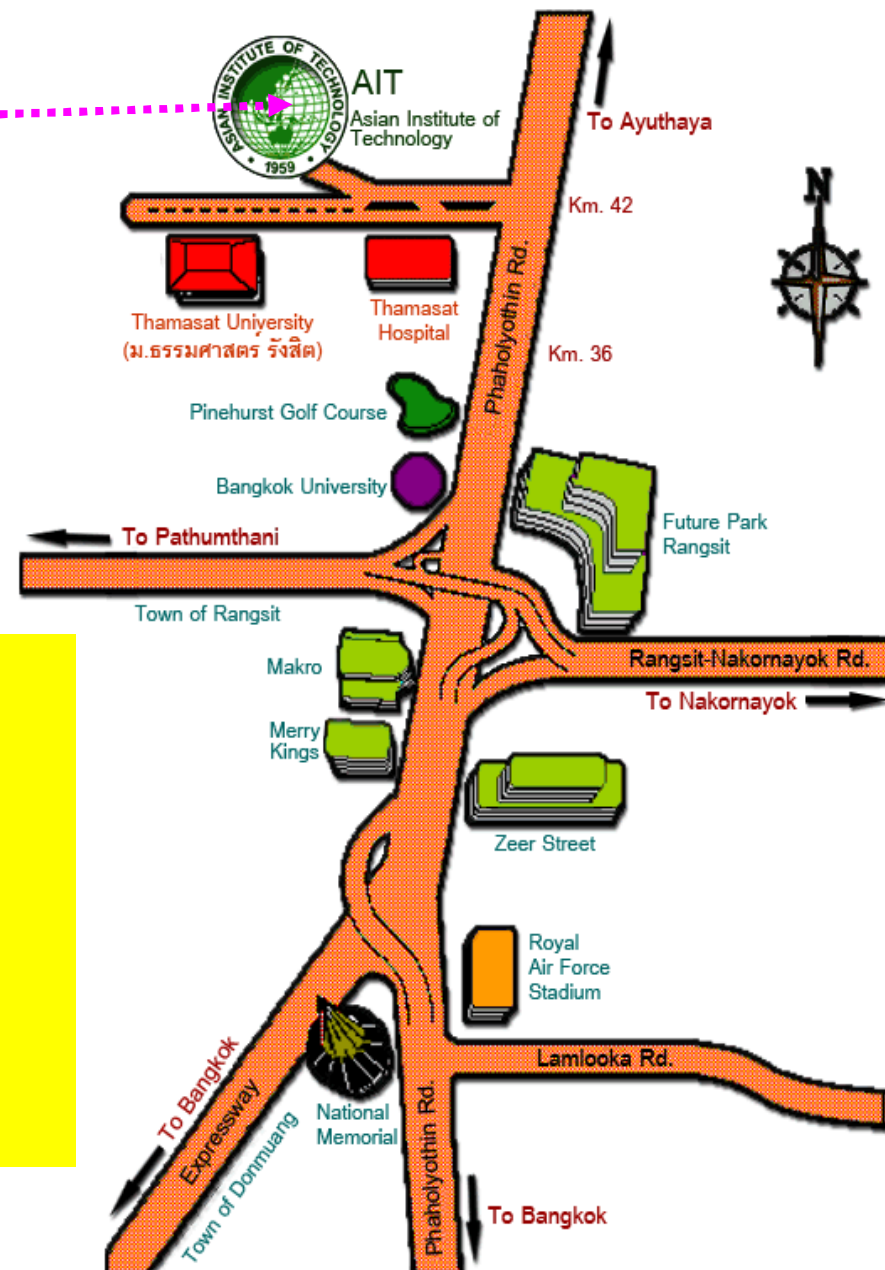 ASIAN INSTITUTE OF TECHNOLOGY
1959
AIT
Asian Institute of
Technology
To Ayuthaya
Km. 42
N
Phaholyothin Rd.
Thamasat University
(ม.ธรรมศาสตร์ รังสิต)
Thamasat
Hospital
Km. 36
Pinehurst Golf Course
Bangkok University
To Pathumthani
Future Park
Rangsit
Town of Rangsit
Makro
Rangsit-Nakornayok Rd.
To Nakornayok
Merry
Kings
Zeer Street
Royal
Air Force
Stadium
Lamlooka Rd.
To Bangkok
Expressway
Town of Donmuang
National
Memorial
Phaholyothin Rd.
To Bangkok